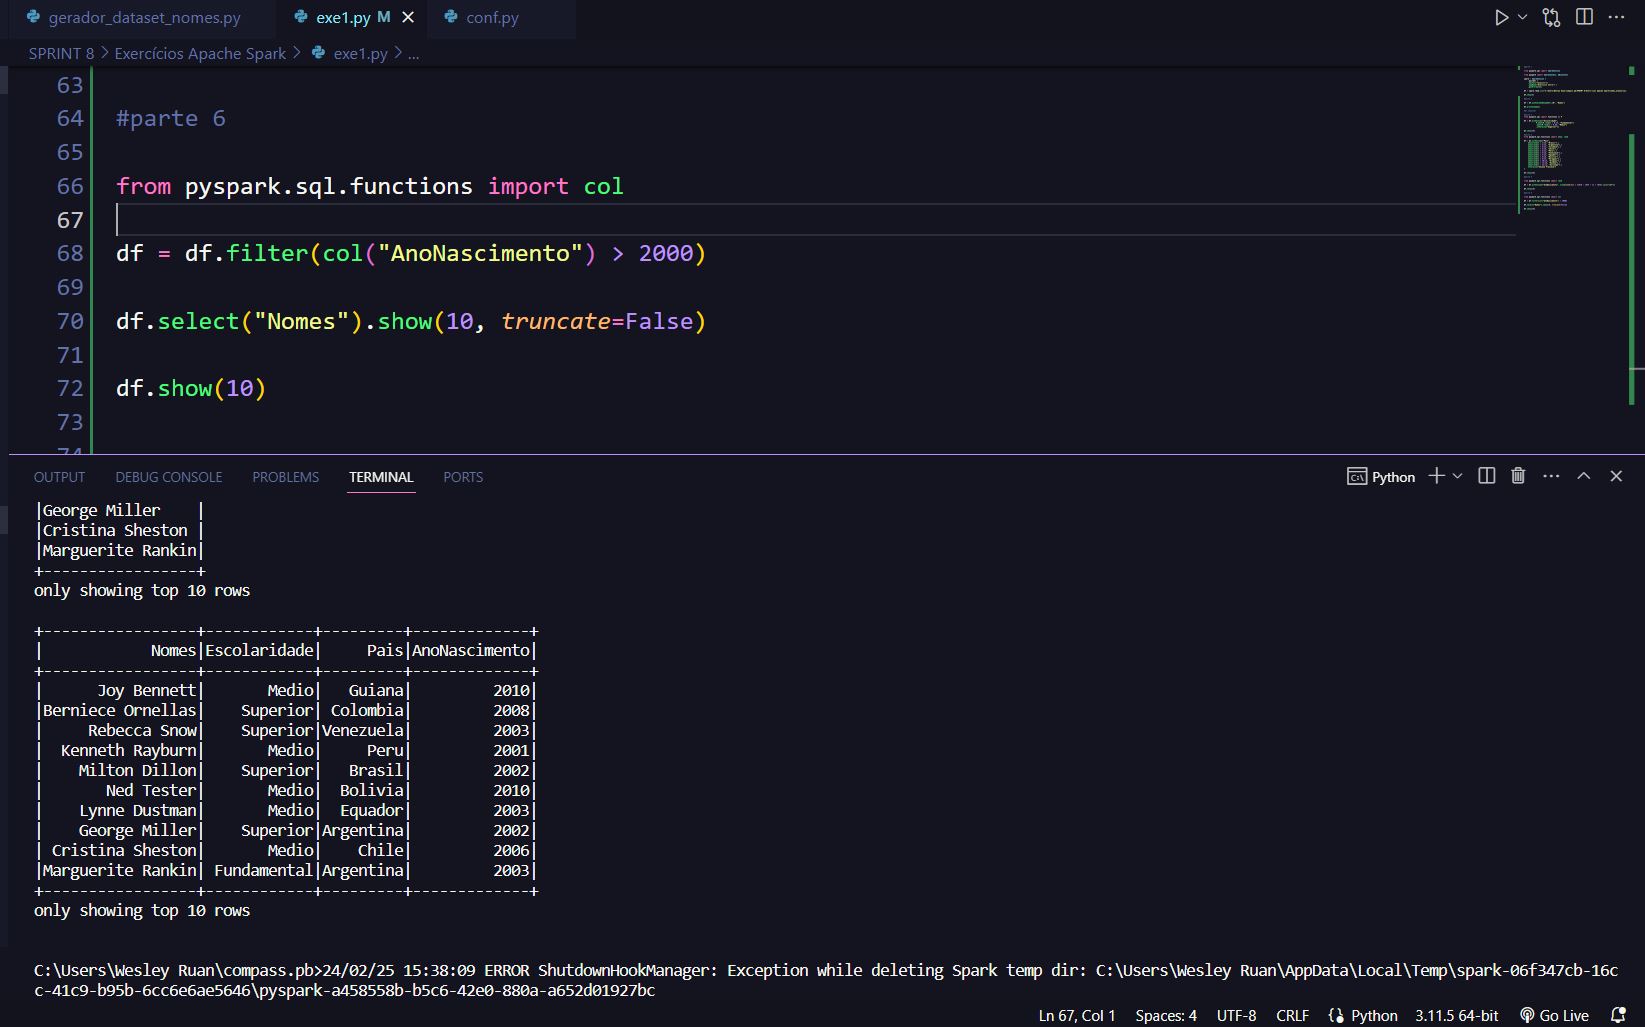 gerador_dataset_nomes.py exe1.py M conf.py
SPRINT 8 > Exercícios Apache Spark > exe1.py > ...
63
64 #parte 6
65
66 from pyspark.sql.functions import col
67
68 df = df.filter(col("AnoNascimento") > 2000)
69
70 df.select("Nomes").show(10, truncate=False)
71
72 df.show(10)
73
74
OUTPUT DEBUG CONSOLE PROBLEMS TERMINAL PORTS Python
|George Miller    |
|Cristina Sheston |
|Marguerite Rankin|
+-----------------+
only showing top 10 rows
+-----------------+------------+---------+-------------+
|            Nomes|Escolaridade|     Pais|AnoNascimento|
+-----------------+------------+---------+-------------+
|      Joy Bennett|       Medio|   Guiana|         2010|
|Berniece Ornellas|    Superior| Colombia|         2008|
|     Rebecca Snow|    Superior|Venezuela|         2003|
|  Kenneth Rayburn|       Medio|     Peru|         2001|
|    Milton Dillon|    Superior|   Brasil|         2002|
|       Ned Tester|       Medio|  Bolivia|         2010|
|    Lynne Dustman|       Medio|  Equador|         2003|
|    George Miller|    Superior|Argentina|         2002|
| Cristina Sheston|       Medio|    Chile|         2006|
|Marguerite Rankin| Fundamental|Argentina|         2003|
+-----------------+------------+---------+-------------+
only showing top 10 rows
C:\Users\Wesley Ruan\compass.pb>24/02/25 15:38:09 ERROR ShutdownHookManager: Exception while deleting Spark temp dir: C:\Users\Wesley Ruan\AppData\Local\Temp\spark-06f347cb-16c
c-41c9-b95b-6cc6e6ae5646\pyspark-a458558b-b5c6-42e0-880a-a652d01927bc
Ln 67, Col 1 Spaces: 4 UTF-8 CRLF Python 3.11.5 64-bit Go Live